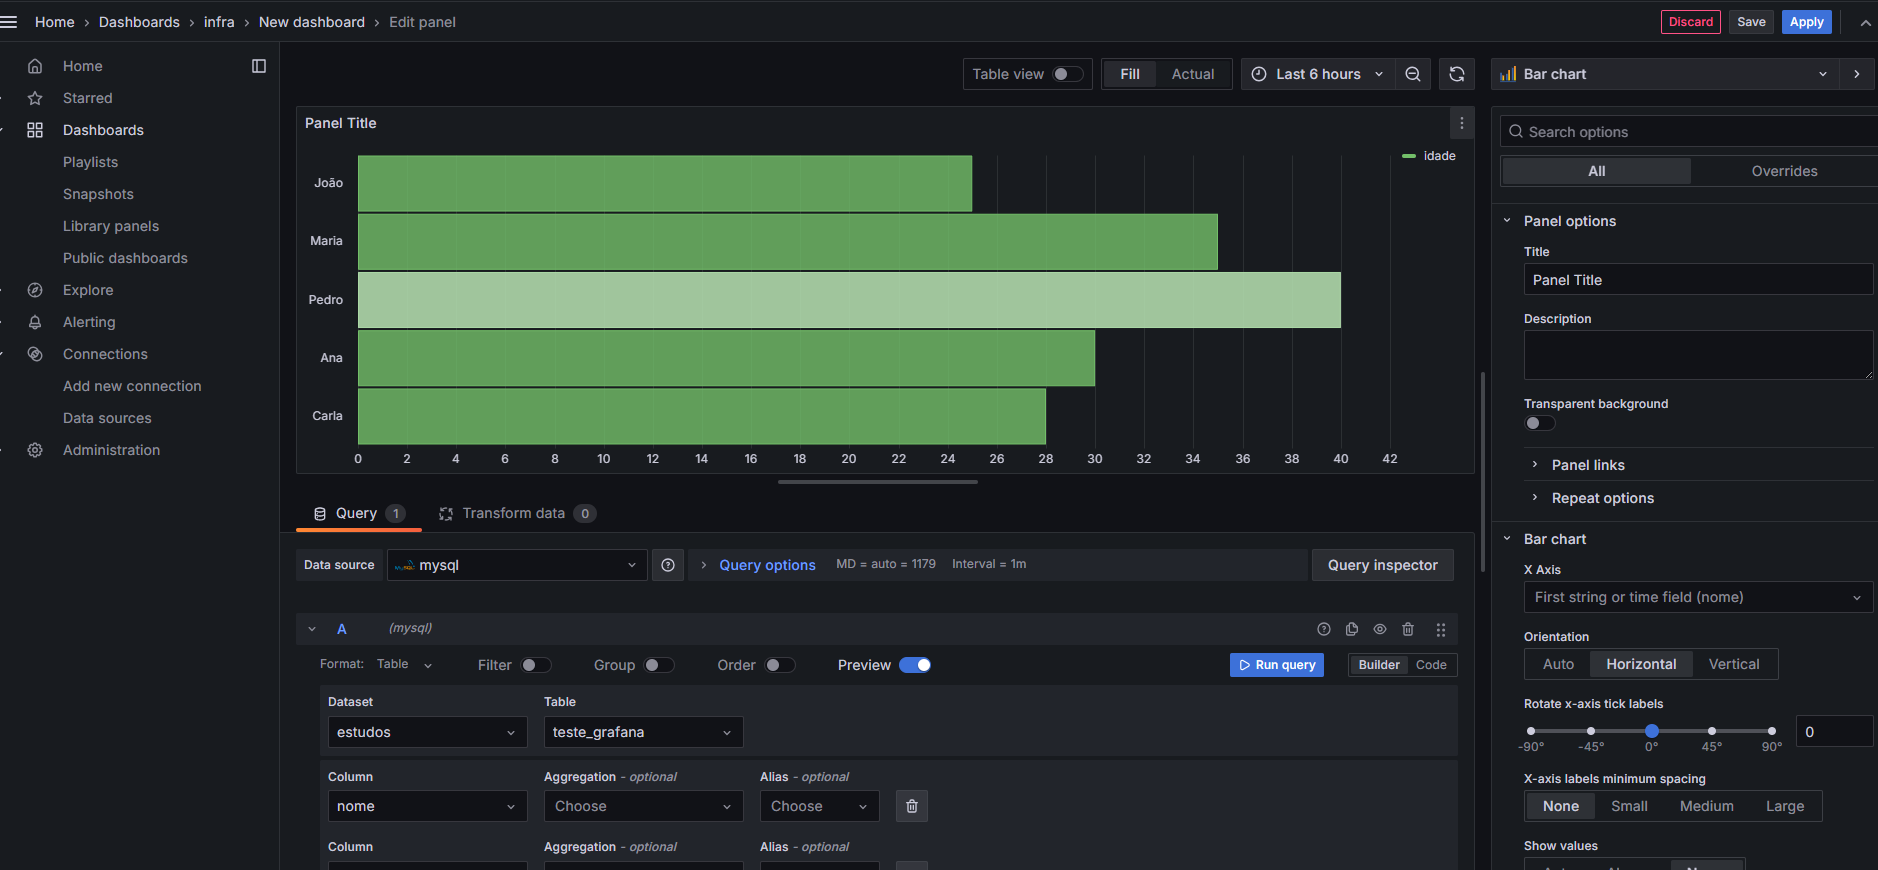 Home › Dashboards › infra › New dashboard › Edit panel
Discard Save Apply
Home
Starred
Dashboards
Playlists
Snapshots
Library panels
Public dashboards
Explore
Alerting
Connections
Add new connection
Data sources
Administration
Table view Fill Actual Last 6 hours
Panel Title
idade
João
Maria
Pedro
Ana
Carla
0 2 4 6 8 10 12 14 16 18 20 22 24 26 28 30 32 34 36 38 40 42
Query 1 Transform data 0
Data source mysql Query options MD = auto = 1179 Interval = 1m Query inspector
A (mysql)
Format: Table Filter Group Order Preview Run query Builder Code
Dataset Table
estudos teste_grafana
Column Aggregation - optional Alias - optional
nome Choose Choose
Column Aggregation - optional Alias - optional
Bar chart
Search options
All Overrides
Panel options
Title
Panel Title
Description
Transparent background
Panel links
Repeat options
Bar chart
X Axis
First string or time field (nome)
Orientation
Auto Horizontal Vertical
Rotate x-axis tick labels
0
-90° -45° 0° 45° 90°
X-axis labels minimum spacing
None Small Medium Large
Show values